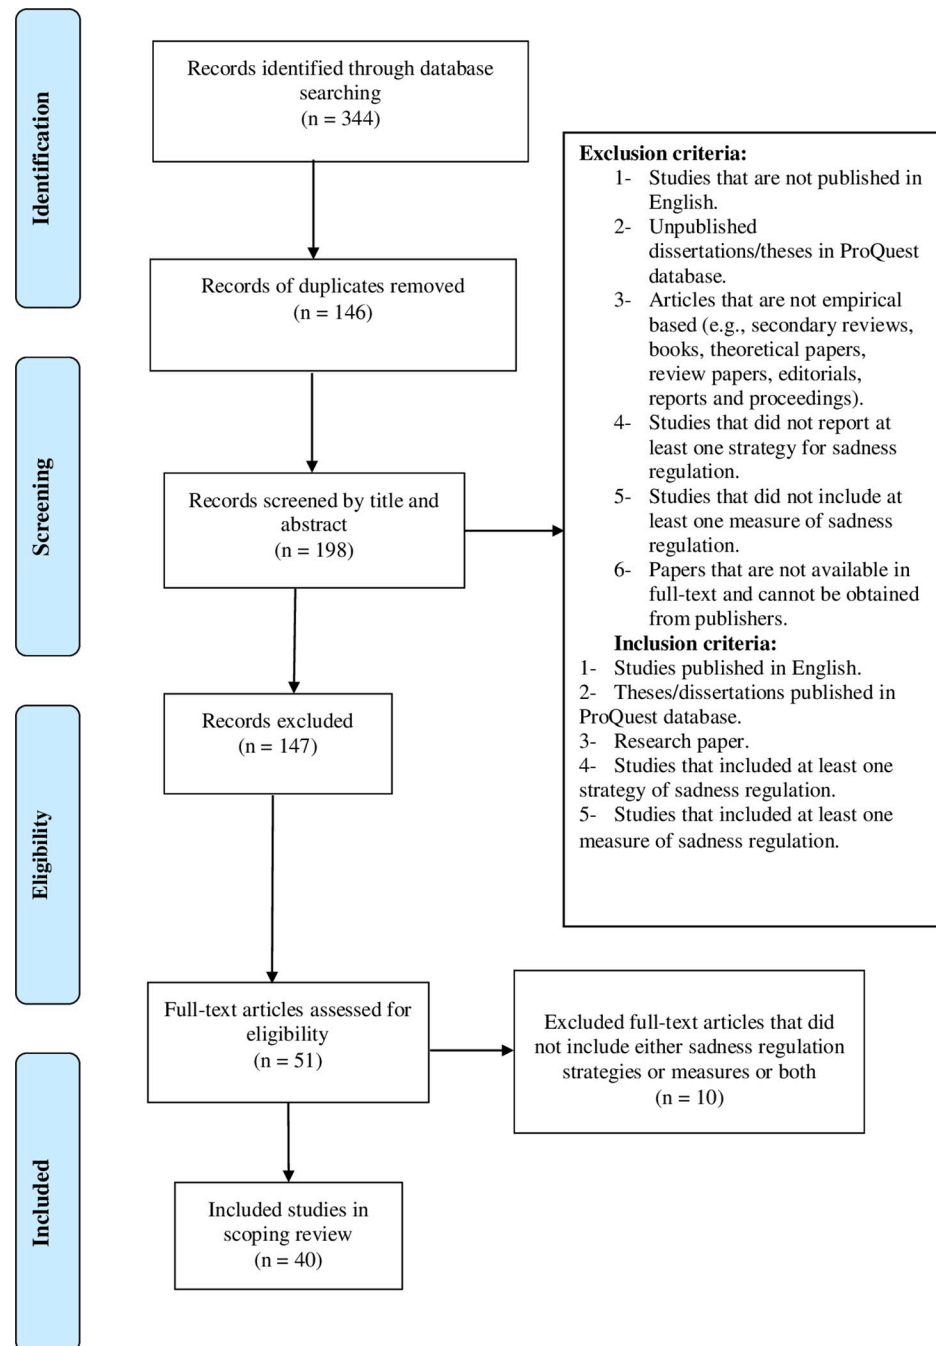 Identification
Records identified through database
searching
(n = 344)
Records of duplicates removed
(n = 146)
Screening
Records screened by title and
abstract
(n = 198)
Exclusion criteria:
1- Studies that are not published in
English.
2- Unpublished
dissertations/theses in ProQuest
database.
3- Articles that are not empirical
based (e.g., secondary reviews,
books, theoretical papers,
review papers, editorials,
reports and proceedings).
4- Studies that did not report at
least one strategy for sadness
regulation.
5- Studies that did not include at
least one measure of sadness
regulation.
6- Papers that are not available in
full-text and cannot be obtained
from publishers.
Inclusion criteria:
1- Studies published in English.
2- Theses/dissertations published in
ProQuest database.
3- Research paper.
4- Studies that included at least one
strategy of sadness regulation.
5- Studies that included at least one
measure of sadness regulation.
Records excluded
(n = 147)
Eligibility
Full-text articles assessed for
eligibility
(n = 51)
Excluded full-text articles that did
not include either sadness regulation
strategies or measures or both
(n = 10)
Included
Included studies in
scoping review
(n = 40)